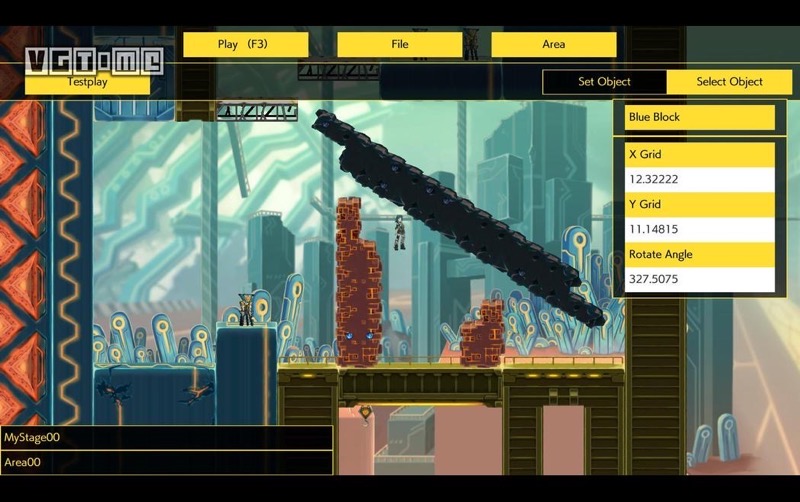 Play (F3)
File
Area
VGTIME
Testplay
Set Object
Select Object
Blue Block
X Grid
12.32222
Y Grid
11.14815
Rotate Angle
327.5075
MyStage00
Area00